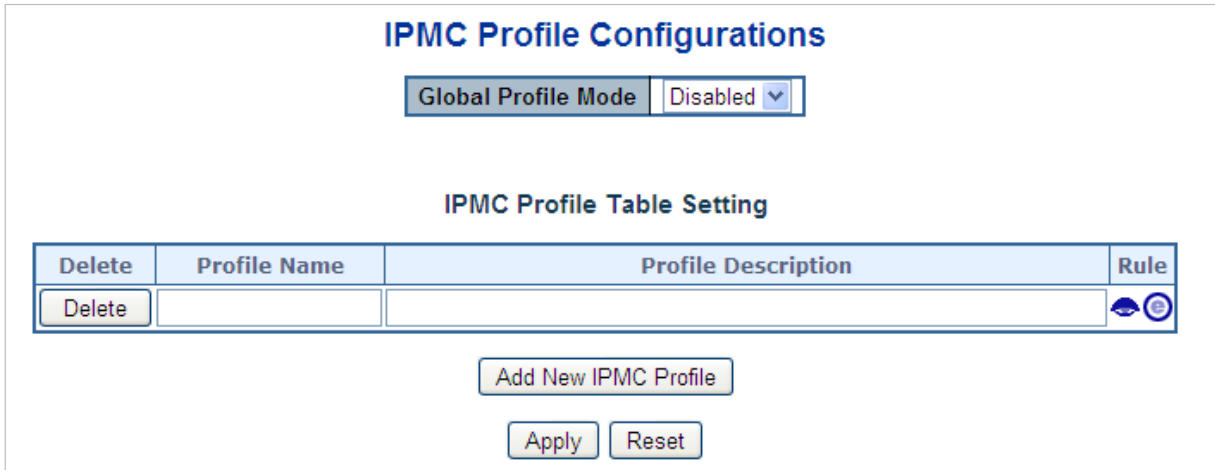 IPMC Profile Configurations
Global Profile Mode Disabled
IPMC Profile Table Setting
Delete Profile Name Profile Description Rule
Delete e
Add New IPMC Profile
Apply Reset